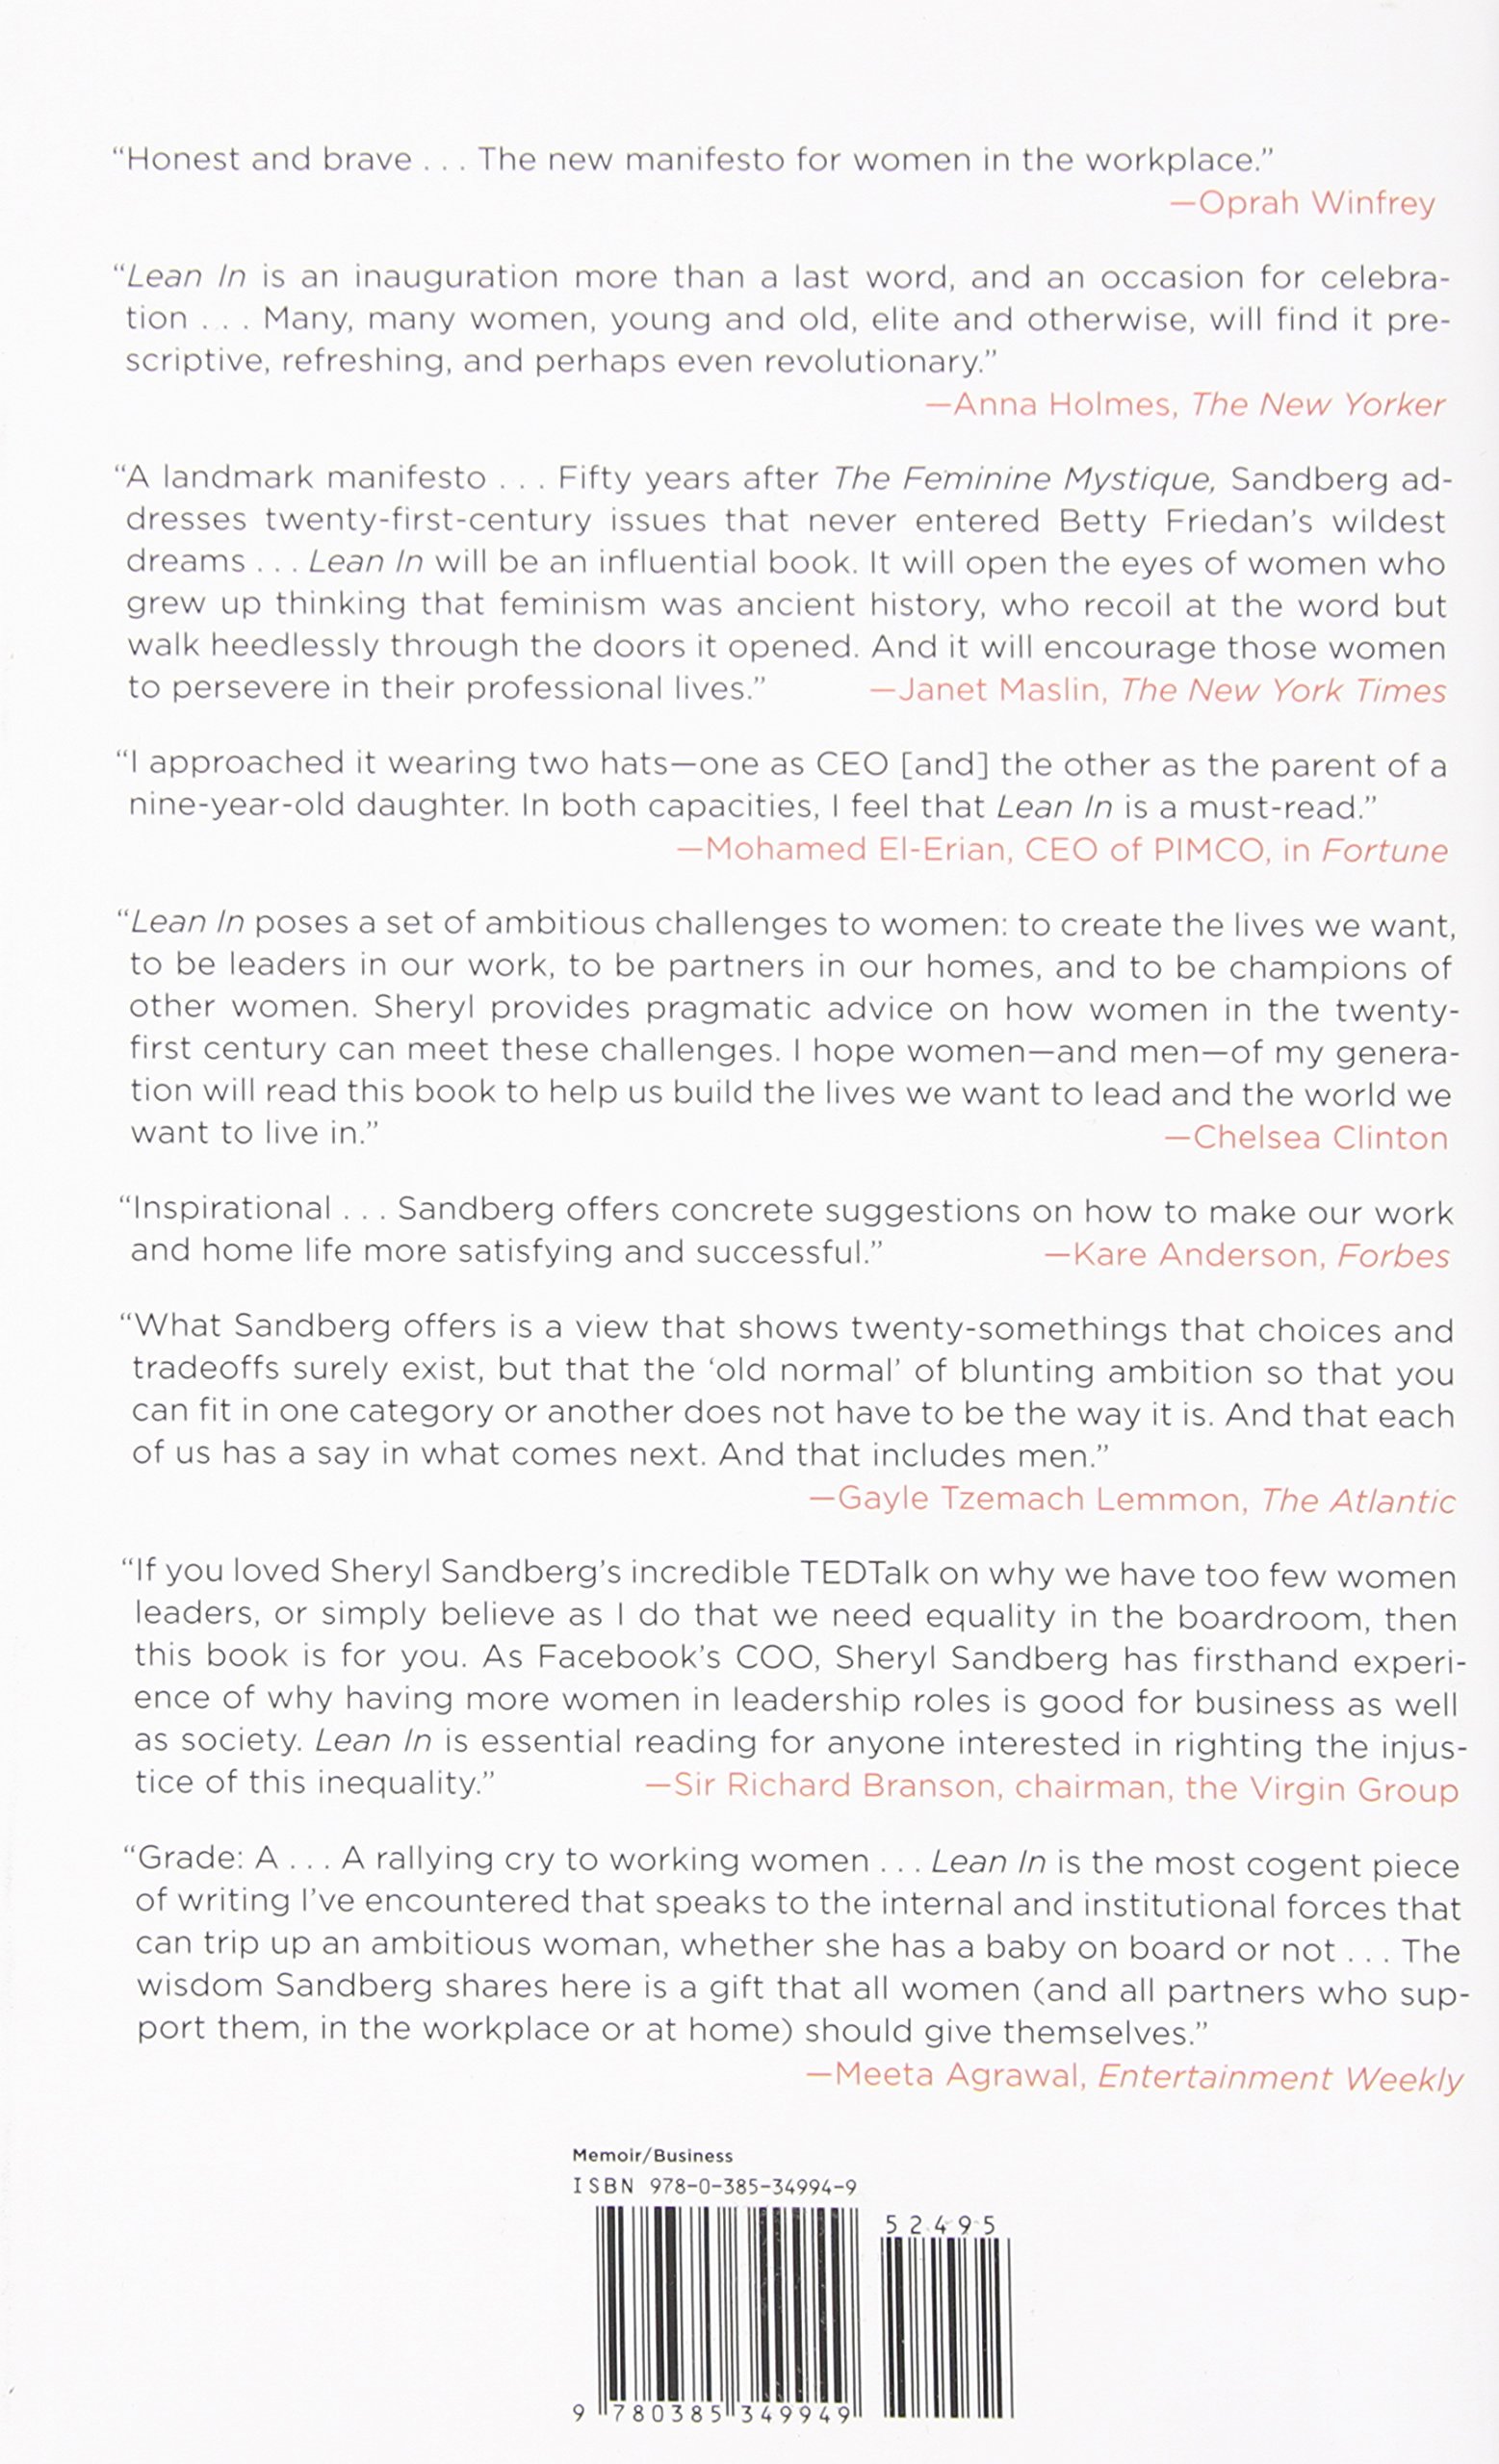 “Honest and brave . . . The new manifesto for women in the workplace.”
—Oprah Winfrey
“Lean In is an inauguration more than a last word, and an occasion for celebra-
tion . . . Many, many women, young and old, elite and otherwise, will find it pre-
scriptive, refreshing, and perhaps even revolutionary.”
—Anna Holmes, The New Yorker
“A landmark manifesto . . . Fifty years after The Feminine Mystique, Sandberg ad-
dresses twenty-first-century issues that never entered Betty Friedan’s wildest
dreams . . . Lean In will be an influential book. It will open the eyes of women who
grew up thinking that feminism was ancient history, who recoil at the word but
walk heedlessly through the doors it opened. And it will encourage those women
to persevere in their professional lives.” —Janet Maslin, The New York Times
“I approached it wearing two hats—one as CEO [and] the other as the parent of a
nine-year-old daughter. In both capacities, I feel that Lean In is a must-read.”
—Mohamed El-Erian, CEO of PIMCO, in Fortune
“Lean In poses a set of ambitious challenges to women: to create the lives we want,
to be leaders in our work, to be partners in our homes, and to be champions of
other women. Sheryl provides pragmatic advice on how women in the twenty-
first century can meet these challenges. I hope women—and men—of my genera-
tion will read this book to help us build the lives we want to lead and the world we
want to live in.” —Chelsea Clinton
“Inspirational . . . Sandberg offers concrete suggestions on how to make our work
and home life more satisfying and successful.” —Kare Anderson, Forbes
“What Sandberg offers is a view that shows twenty-somethings that choices and
tradeoffs surely exist, but that the ‘old normal’ of blunting ambition so that you
can fit in one category or another does not have to be the way it is. And that each
of us has a say in what comes next. And that includes men.”
—Gayle Tzemach Lemmon, The Atlantic
“If you loved Sheryl Sandberg’s incredible TEDTalk on why we have too few women
leaders, or simply believe as I do that we need equality in the boardroom, then
this book is for you. As Facebook’s COO, Sheryl Sandberg has firsthand experi-
ence of why having more women in leadership roles is good for business as well
as society. Lean In is essential reading for anyone interested in righting the injus-
tice of this inequality.” —Sir Richard Branson, chairman, the Virgin Group
“Grade: A . . . A rallying cry to working women . . . Lean In is the most cogent piece
of writing I’ve encountered that speaks to the internal and institutional forces that
can trip up an ambitious woman, whether she has a baby on board or not . . . The
wisdom Sandberg shares here is a gift that all women (and all partners who sup-
port them, in the workplace or at home) should give themselves.”
—Meeta Agrawal, Entertainment Weekly
Memoir/Business
ISBN 978-0-385-34994-9
52495
9 780385 349949